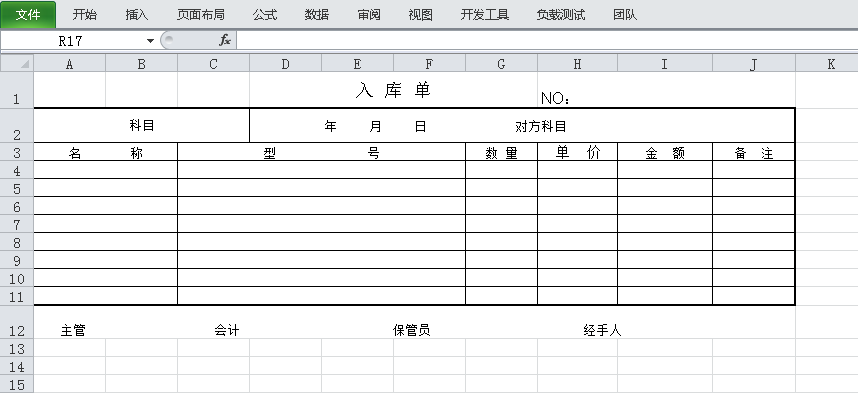 文件 开始 插入 页面布局 公式 数据 审阅 视图 开发工具 负载测试 团队
R17 fx
A B C D E F G H I J K
1 入 库 单 NO:
2 科目 年 月 日 对方科目
3 名 称 型 号 数 量 单 价 金 额 备 注
4
5
6
7
8
9
10
11
12 主管 会计 保管员 经手人
13
14
15